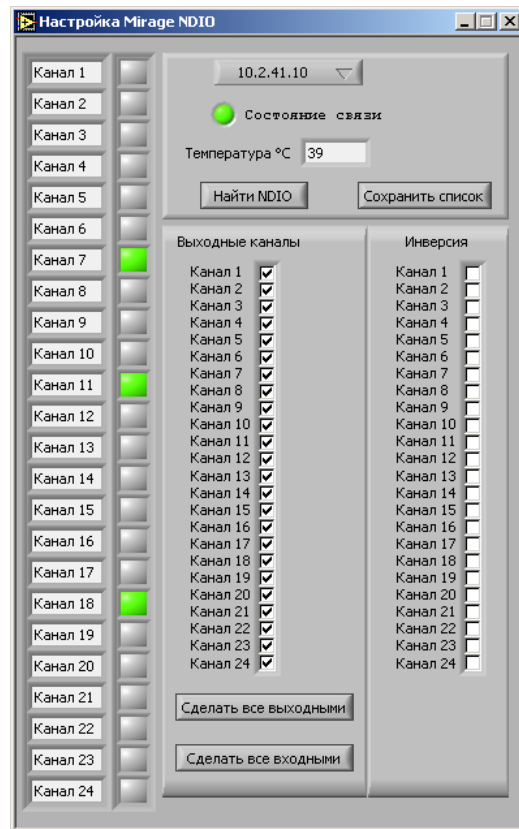 Настройка Mirage NDIO
Канал 1
Канал 2
Канал 3
Канал 4
Канал 5
Канал 6
Канал 7
Канал 8
Канал 9
Канал 10
Канал 11
Канал 12
Канал 13
Канал 14
Канал 15
Канал 16
Канал 17
Канал 18
Канал 19
Канал 20
Канал 21
Канал 22
Канал 23
Канал 24
10.2.41.10
Состояние связи
Температура °C 39
Найти NDIO Сохранить список
Выходные каналы
Канал 1
Канал 2
Канал 3
Канал 4
Канал 5
Канал 6
Канал 7
Канал 8
Канал 9
Канал 10
Канал 11
Канал 12
Канал 13
Канал 14
Канал 15
Канал 16
Канал 17
Канал 18
Канал 19
Канал 20
Канал 21
Канал 22
Канал 23
Канал 24
Сделать все выходными
Сделать все входными
Инверсия
Канал 1
Канал 2
Канал 3
Канал 4
Канал 5
Канал 6
Канал 7
Канал 8
Канал 9
Канал 10
Канал 11
Канал 12
Канал 13
Канал 14
Канал 15
Канал 16
Канал 17
Канал 18
Канал 19
Канал 20
Канал 21
Канал 22
Канал 23
Канал 24